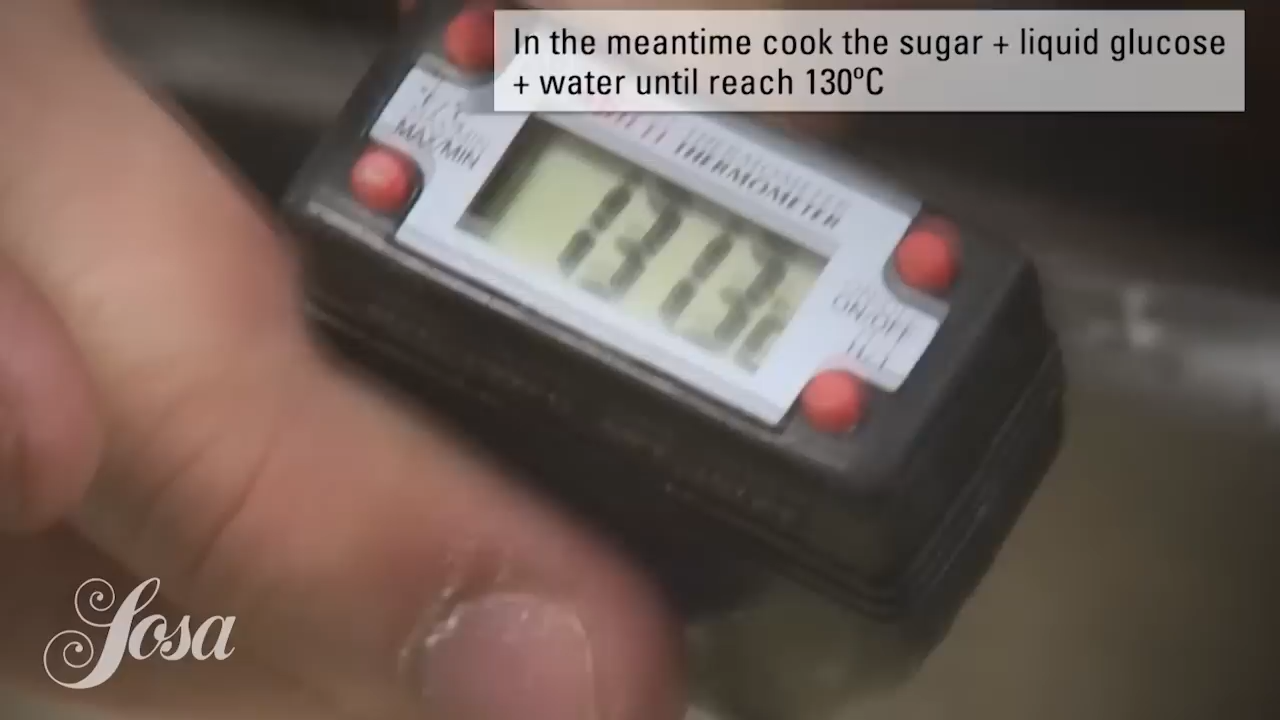 In the meantime cook the sugar + liquid glucose
+ water until reach 130ºC
THERMOMETER
MAX/MIN
ON/OFF
Sosa